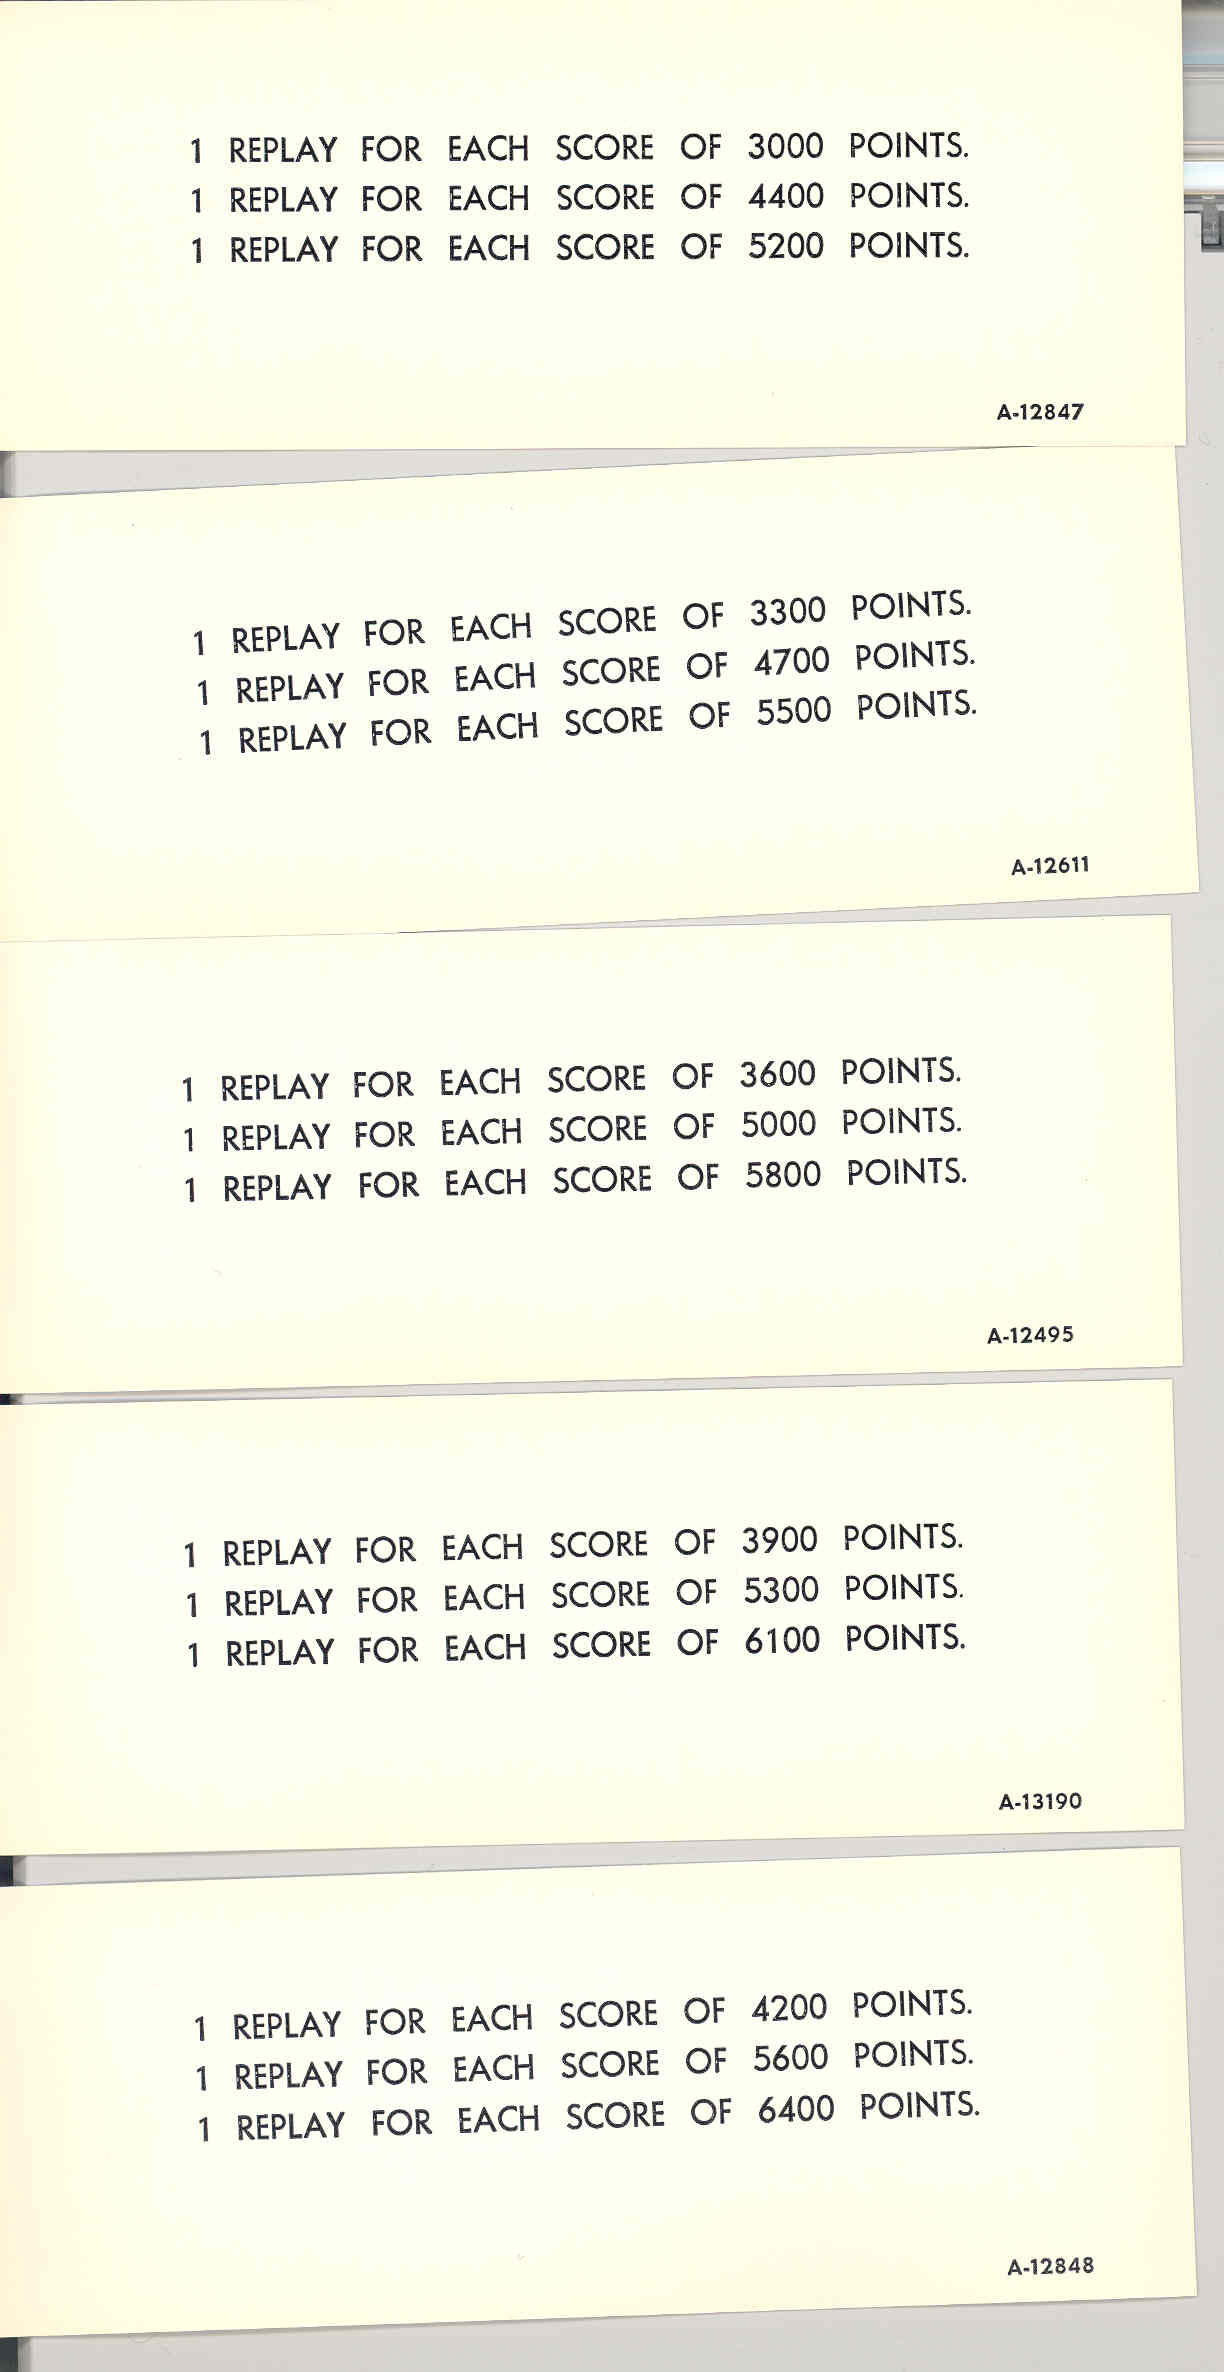 1 REPLAY FOR EACH SCORE OF 3000 POINTS.
1 REPLAY FOR EACH SCORE OF 4400 POINTS.
1 REPLAY FOR EACH SCORE OF 5200 POINTS.
A-12847
1 REPLAY FOR EACH SCORE OF 3300 POINTS.
1 REPLAY FOR EACH SCORE OF 4700 POINTS.
1 REPLAY FOR EACH SCORE OF 5500 POINTS.
A-12611
1 REPLAY FOR EACH SCORE OF 3600 POINTS.
1 REPLAY FOR EACH SCORE OF 5000 POINTS.
1 REPLAY FOR EACH SCORE OF 5800 POINTS.
A-12495
1 REPLAY FOR EACH SCORE OF 3900 POINTS.
1 REPLAY FOR EACH SCORE OF 5300 POINTS.
1 REPLAY FOR EACH SCORE OF 6100 POINTS.
A-13190
1 REPLAY FOR EACH SCORE OF 4200 POINTS.
1 REPLAY FOR EACH SCORE OF 5600 POINTS.
1 REPLAY FOR EACH SCORE OF 6400 POINTS.
A-12848